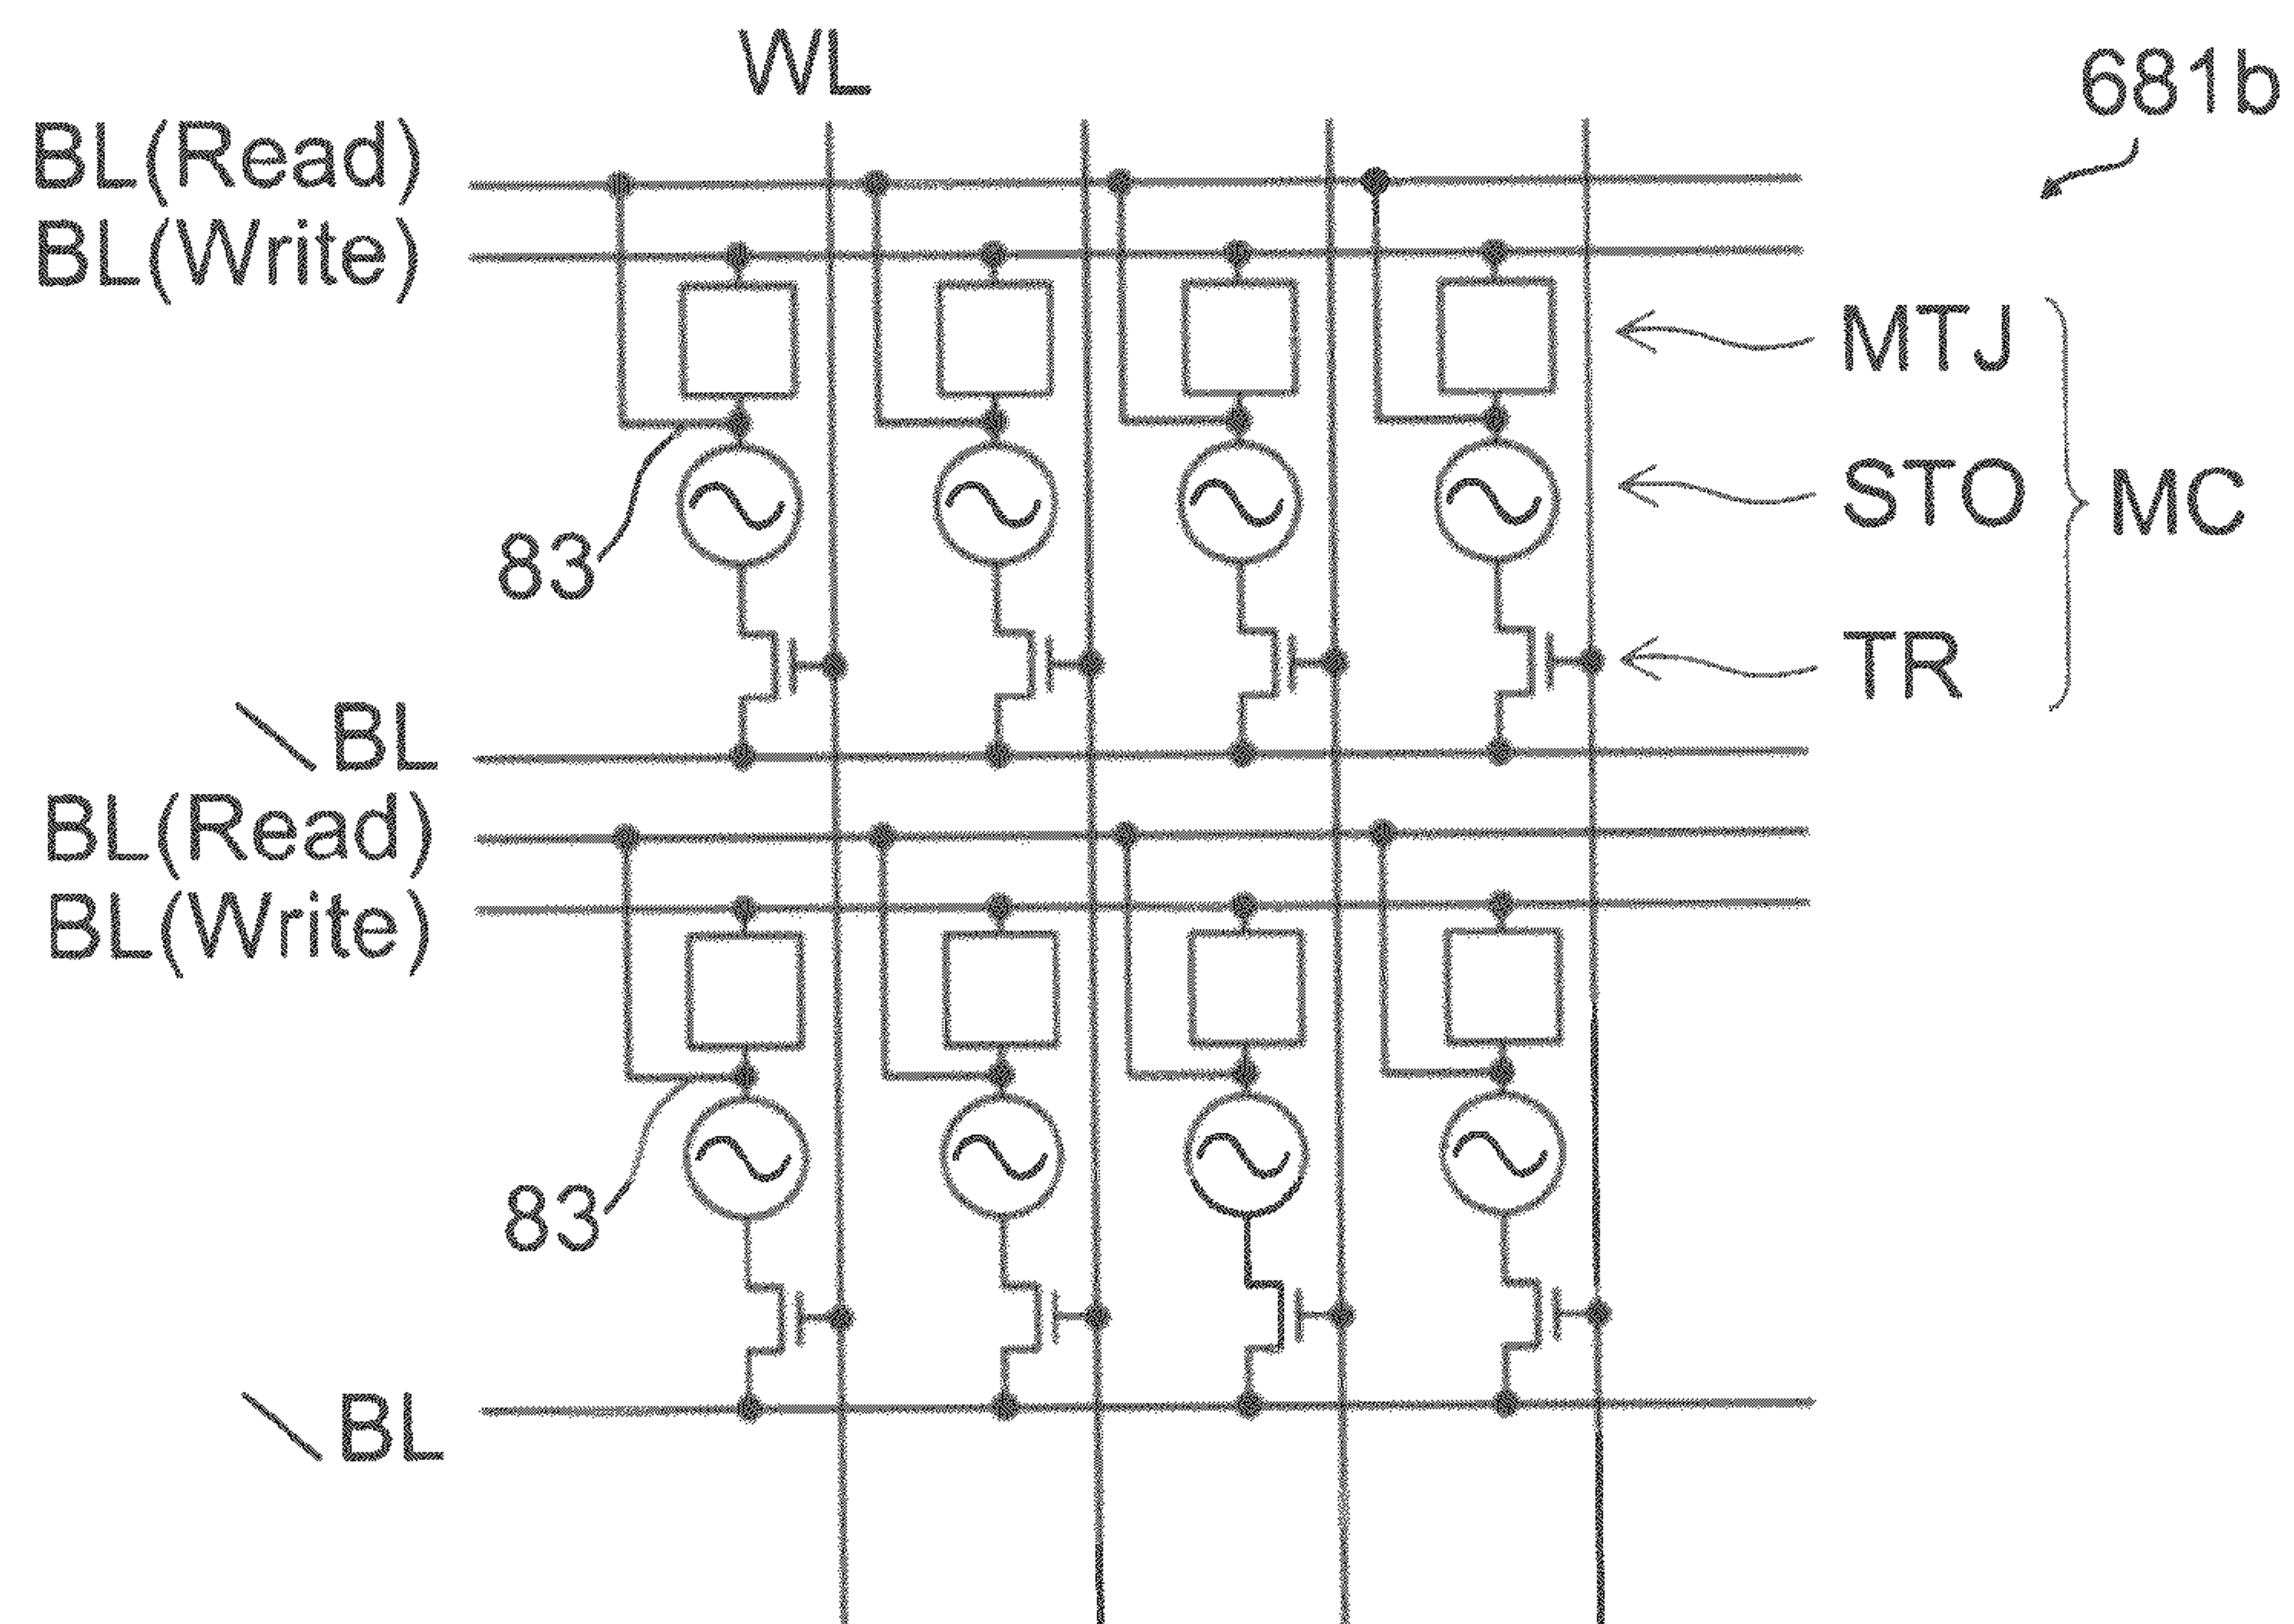 WL
681b
BL(Read)
BL(Write)
MTJ
STO
MC
83
TR
\BL
BL(Read)
BL(Write)
83
\BL